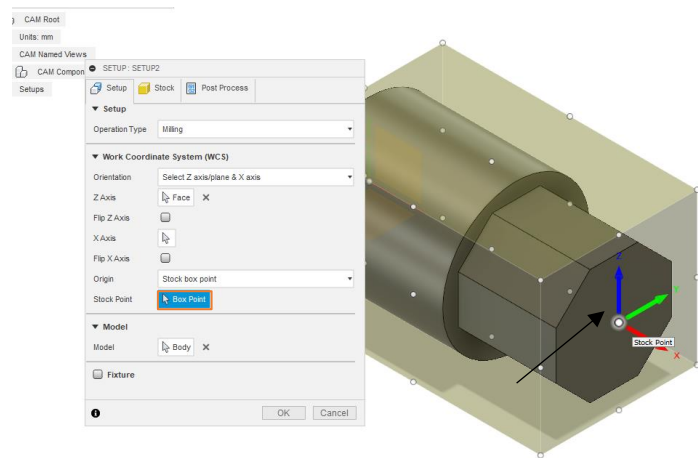 CAM Root
Units: mm
CAM Named Views
CAM Compon
Setups
SETUP : SETUP2
Setup
Stock
Post Process
Setup
Operation Type
Milling
Work Coordinate System (WCS)
Orientation
Select Z axis/plane & X axis
Z Axis
Face
Flip Z Axis
X Axis
Flip X Axis
Origin
Stock box point
Stock Point
Box Point
Model
Model
Body
Fixture
OK
Cancel
Z
Y
Stock Point
X